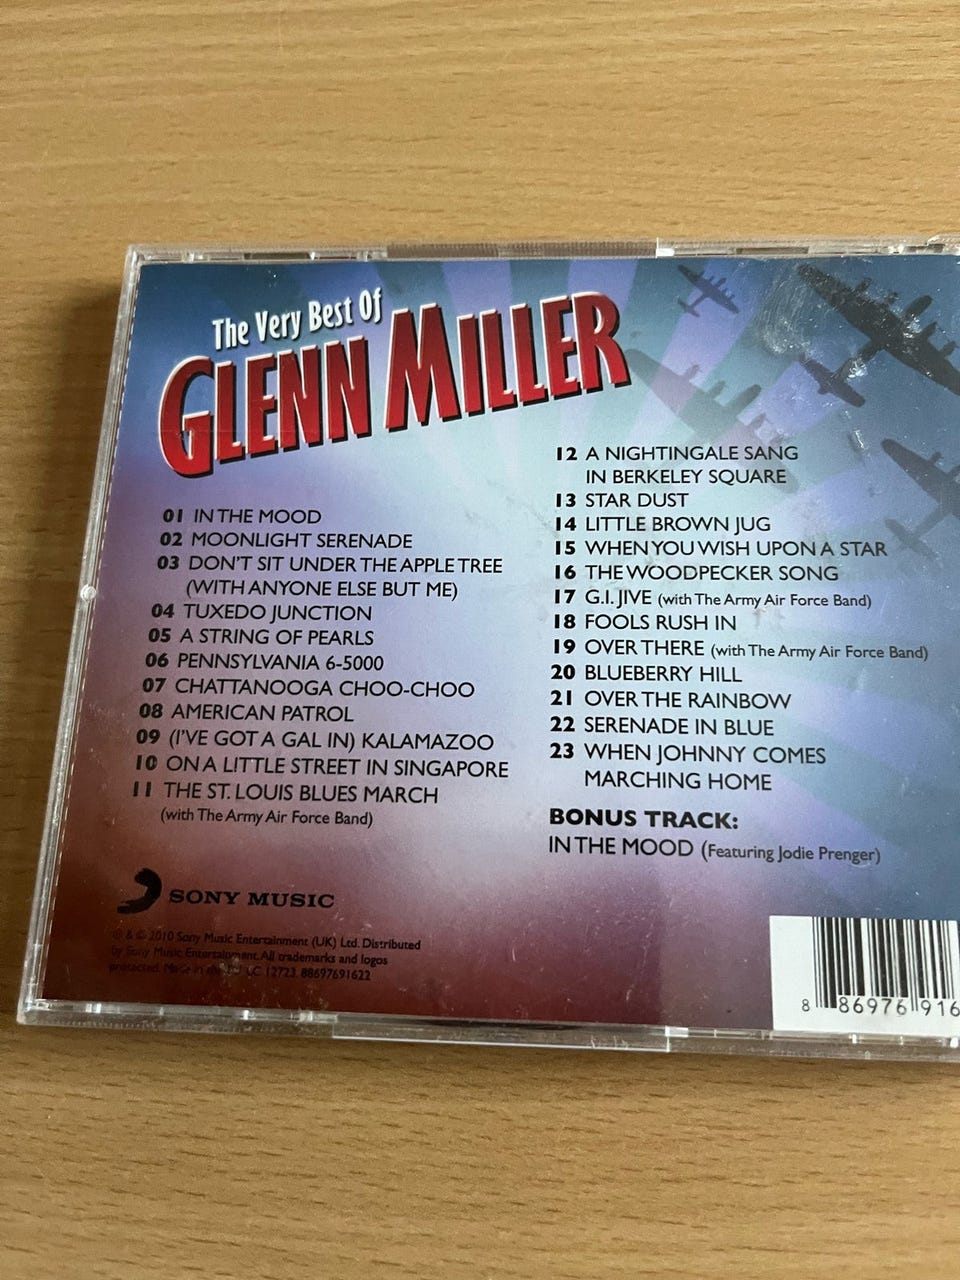 The Very Best Of
GLENN MILLER
01 IN THE MOOD
02 MOONLIGHT SERENADE
03 DON'T SIT UNDER THE APPLE TREE
(WITH ANYONE ELSE BUT ME)
04 TUXEDO JUNCTION
05 A STRING OF PEARLS
06 PENNSYLVANIA 6-5000
07 CHATTANOOGA CHOO-CHOO
08 AMERICAN PATROL
09 (I'VE GOT A GAL IN) KALAMAZOO
10 ON A LITTLE STREET IN SINGAPORE
11 THE ST. LOUIS BLUES MARCH
(with The Army Air Force Band)
12 A NIGHTINGALE SANG
IN BERKELEY SQUARE
13 STAR DUST
14 LITTLE BROWN JUG
15 WHEN YOU WISH UPON A STAR
16 THE WOODPECKER SONG
17 G.I. JIVE (with The Army Air Force Band)
18 FOOLS RUSH IN
19 OVER THERE (with The Army Air Force Band)
20 BLUEBERRY HILL
21 OVER THE RAINBOW
22 SERENADE IN BLUE
23 WHEN JOHNNY COMES
MARCHING HOME
BONUS TRACK:
IN THE MOOD (Featuring Jodie Prenger)
SONY MUSIC
& © 2010 Sony Music Entertainment (UK) Ltd. Distributed
by Sony Music Entertainment. All trademarks and logos
protected. Made in the LC 12723. 88697691622
8 86976 916